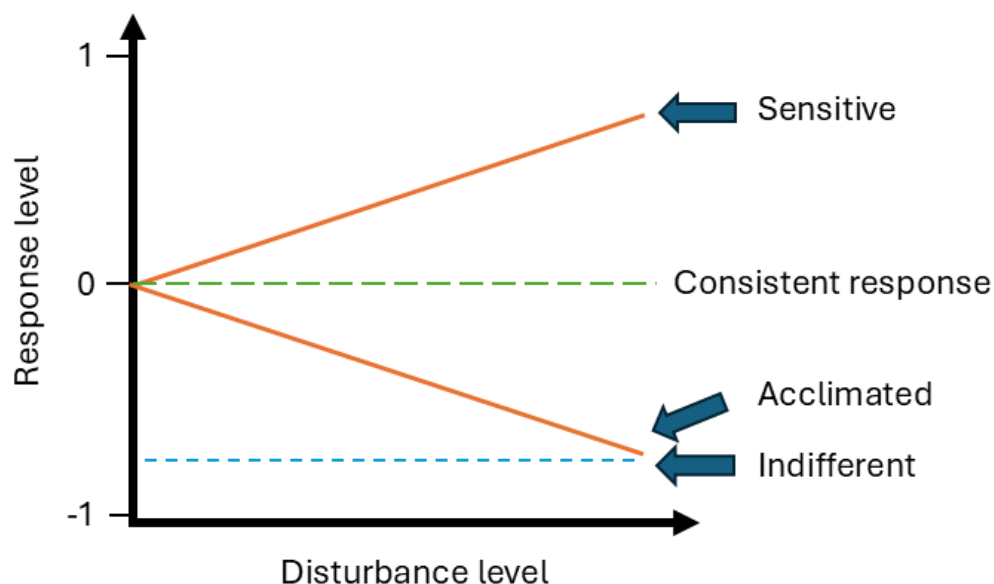 1
Sensitive
Response level
0
Consistent response
Acclimated
Indifferent
-1
Disturbance level